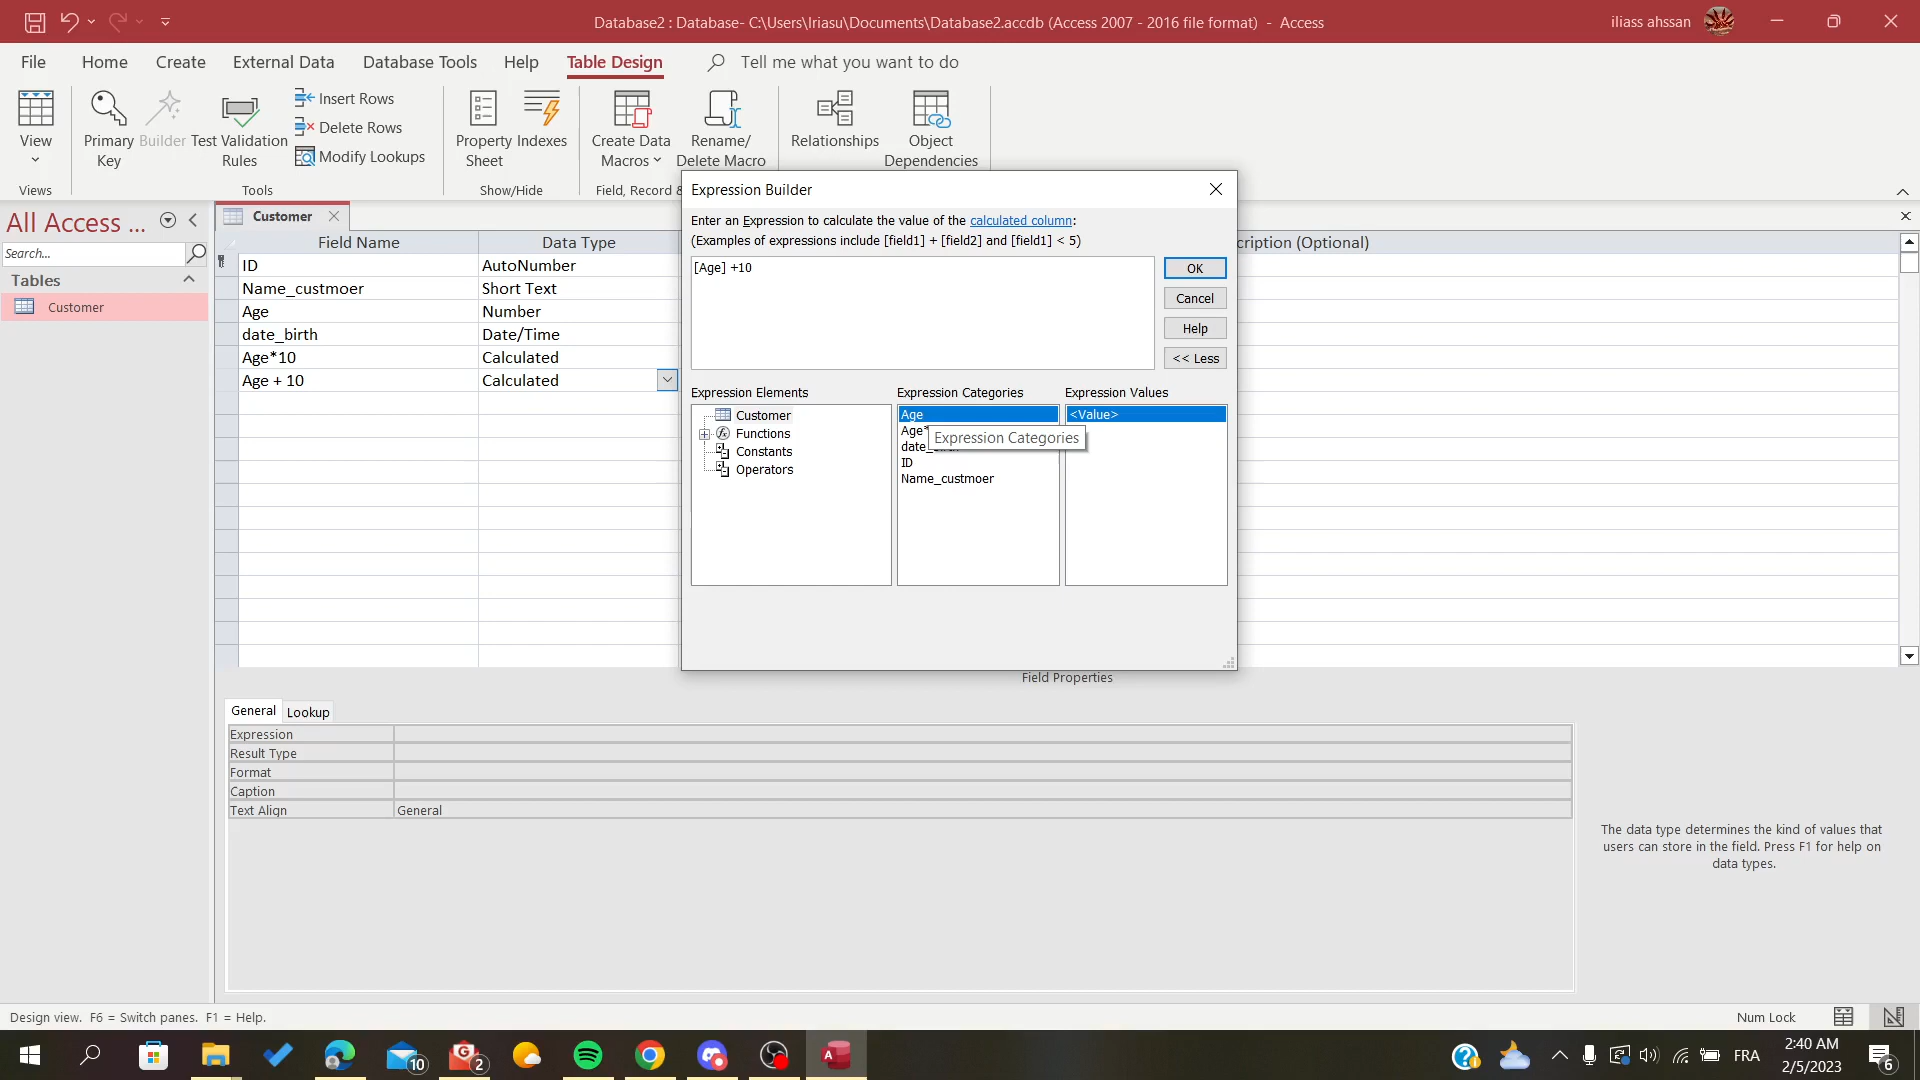 Database2 : Database- C:\Users\Iriasu\Documents\Database2.accdb (Access 2007 - 2016 file format) - Access
iliass ahssan
File Home Create External Data Database Tools Help Table Design Tell me what you want to do
View
Primary Key
Builder
Test Validation Rules
Insert Rows
Delete Rows
Modify Lookups
Property Sheet
Indexes
Create Data Macros
Rename/ Delete Macro
Relationships
Object Dependencies
Views
Tools
Show/Hide
Field, Record &
All Access ...
Search...
Tables
Customer
Customer
Field Name Data Type cription (Optional)
ID AutoNumber
Name_custmoer Short Text
Age Number
date_birth Date/Time
Age*10 Calculated
Age + 10 Calculated
Expression Builder
Enter an Expression to calculate the value of the calculated column:
(Examples of expressions include [field1] + [field2] and [field1] < 5)
[Age] +10
OK
Cancel
Help
<< Less
Expression Elements
Customer
Functions
Constants
Operators
Expression Categories
Age
Age*
Expression Categories
date_
ID
Name_custmoer
Expression Values
<Value>
Field Properties
General Lookup
Expression
Result Type
Format
Caption
Text Align General
The data type determines the kind of values that
users can store in the field. Press F1 for help on
data types.
Design view. F6 = Switch panes. F1 = Help.
Num Lock
10
2
A
FRA
2:40 AM
2/5/2023
6